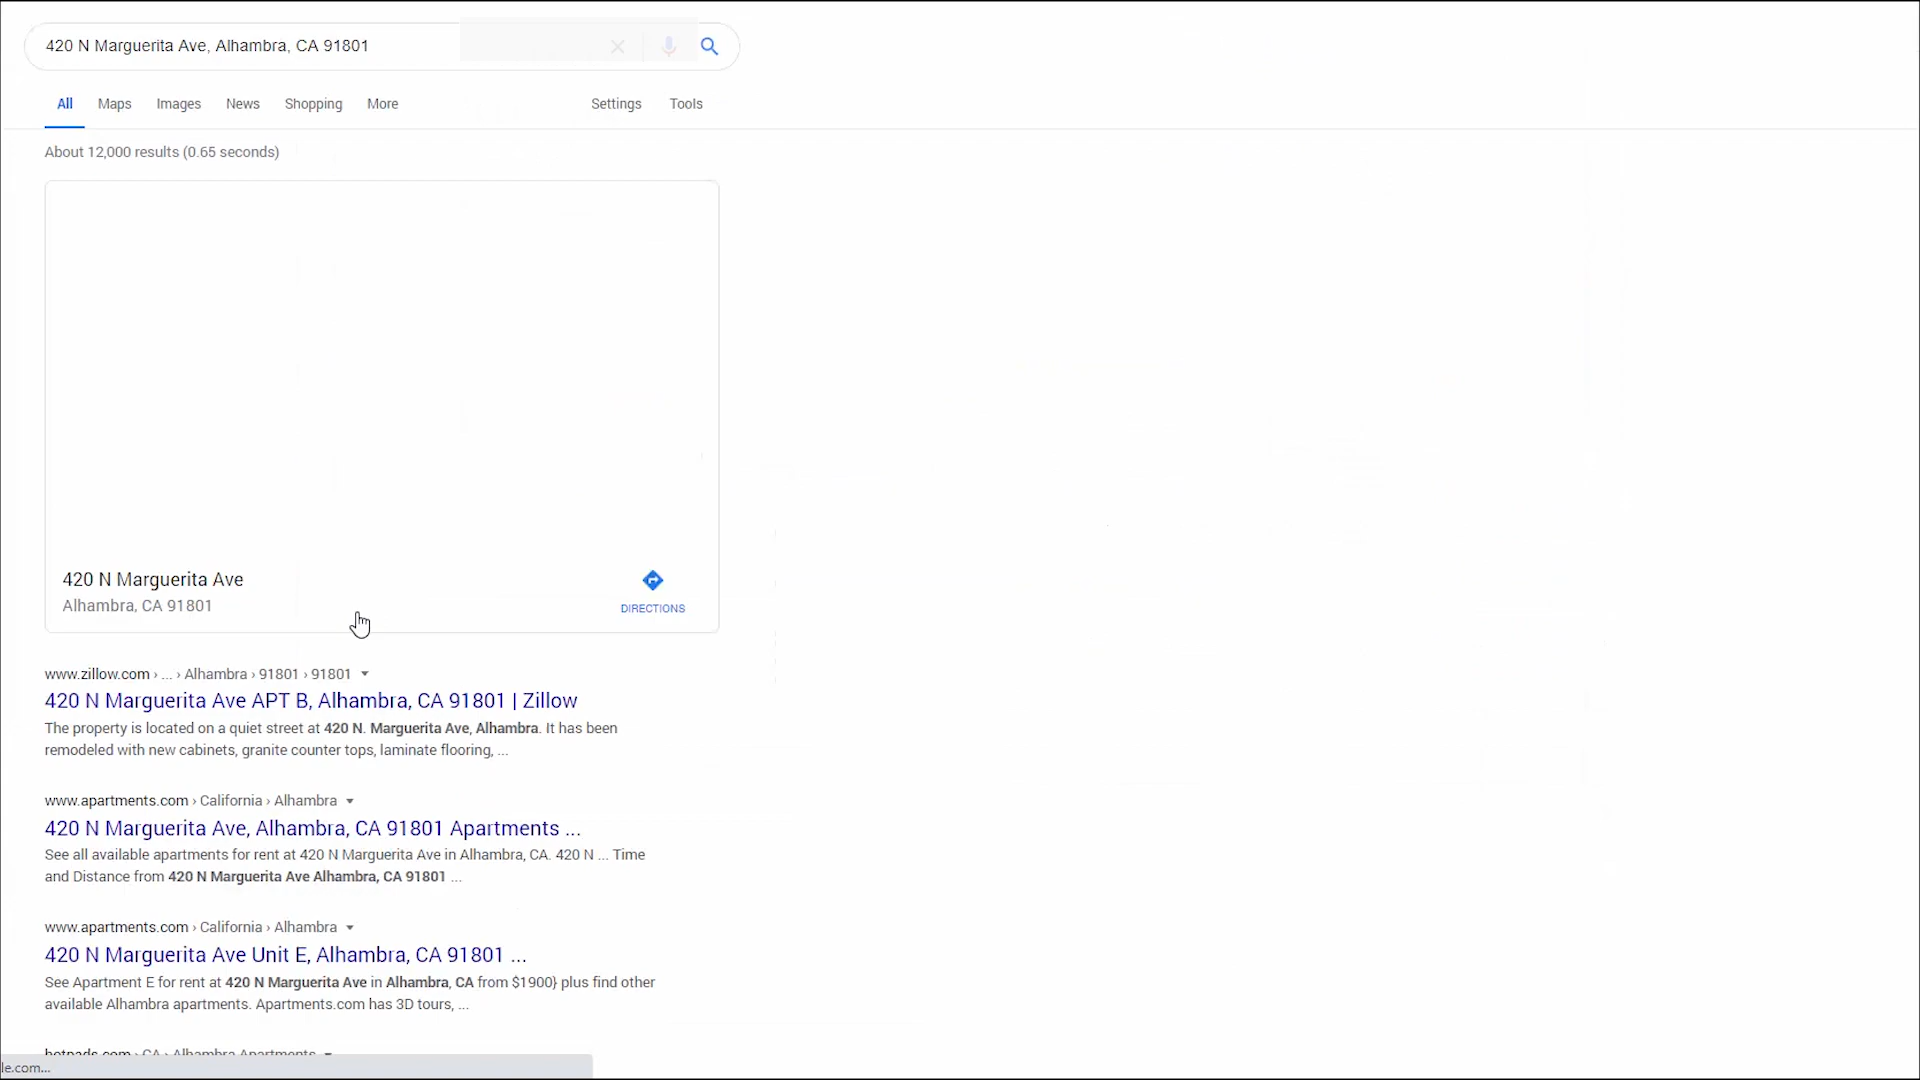 420 N Marguerita Ave, Alhambra, CA 91801
All Maps Images News Shopping More Settings Tools
About 12,000 results (0.65 seconds)
420 N Marguerita Ave
Alhambra, CA 91801
DIRECTIONS
www.zillow.com › ... › Alhambra › 91801 › 91801
420 N Marguerita Ave APT B, Alhambra, CA 91801 | Zillow
The property is located on a quiet street at 420 N. Marguerita Ave, Alhambra. It has been
remodeled with new cabinets, granite counter tops, laminate flooring, ...
www.apartments.com › California › Alhambra
420 N Marguerita Ave, Alhambra, CA 91801 Apartments ...
See all available apartments for rent at 420 N Marguerita Ave in Alhambra, CA. 420 N ... Time
and Distance from 420 N Marguerita Ave Alhambra, CA 91801 ...
www.apartments.com › California › Alhambra
420 N Marguerita Ave Unit E, Alhambra, CA 91801 ...
See Apartment E for rent at 420 N Marguerita Ave in Alhambra, CA from $1900} plus find other
available Alhambra apartments. Apartments.com has 3D tours, ...
hotpads.com › CA › Alhambra Apartments
le.com...